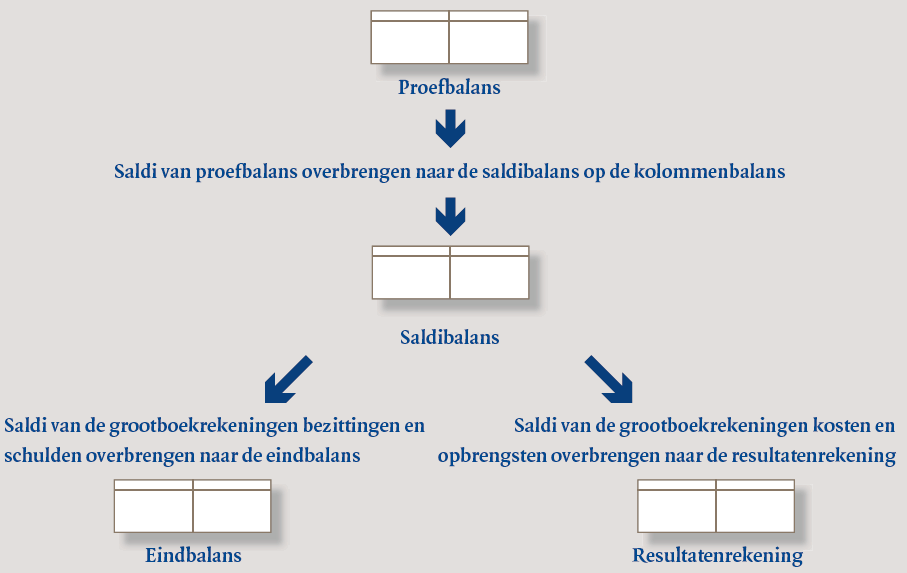 Proefbalans
Saldi van proefbalans overbrengen naar de saldibalans op de kolommenbalans
Saldibalans
Saldi van de grootboekrekeningen bezittingen en
schulden overbrengen naar de eindbalans
Eindbalans
Saldi van de grootboekrekeningen kosten en
opbrengsten overbrengen naar de resultatenrekening
Resultatenrekening